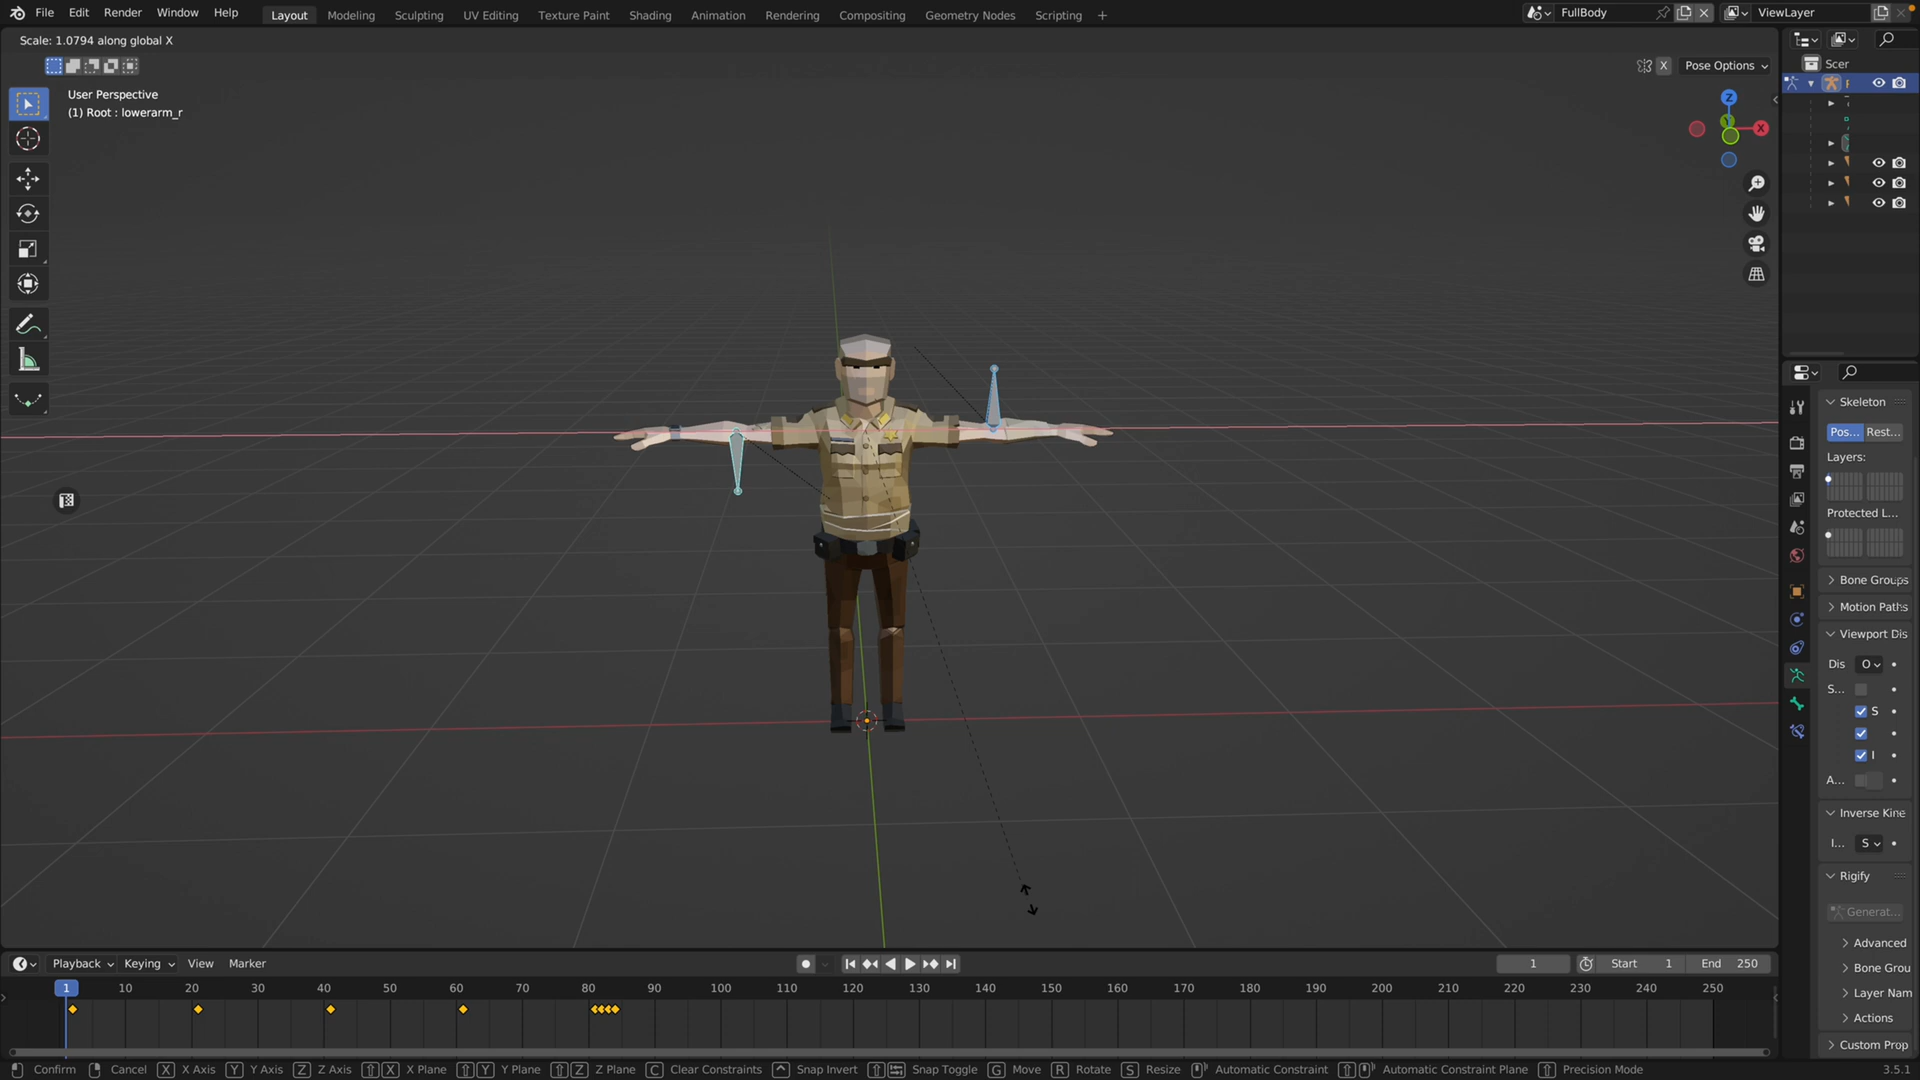 File Edit Render Window Help Layout Modeling Sculpting UV Editing Texture Paint Shading Animation Rendering Compositing Geometry Nodes Scripting + FullBody ViewLayer
Scale: 1.0794 along global X
Scer
X Pose Options
User Perspective
(1) Root : lowerarm_r
Z
X
Skeleton
Pos... Rest...
Layers:
Protected L...
Bone Groups
Motion Paths
Viewport Dis
Dis O
S...
S
I
A...
Inverse Kine
I... S
Rigify
Generat...
Advanced
Bone Grou
Layer Nam
Actions
Custom Prop
Playback Keying View Marker 1 Start 1 End 250
1 10 20 30 40 50 60 70 80 90 100 110 120 130 140 150 160 170 180 190 200 210 220 230 240 250
Confirm Cancel X X Axis Y Y Axis Z Z Axis X X Plane Y Y Plane Z Z Plane C Clear Constraints Snap Invert Snap Toggle G Move R Rotate S Resize Automatic Constraint Automatic Constraint Plane Precision Mode 3.5.1